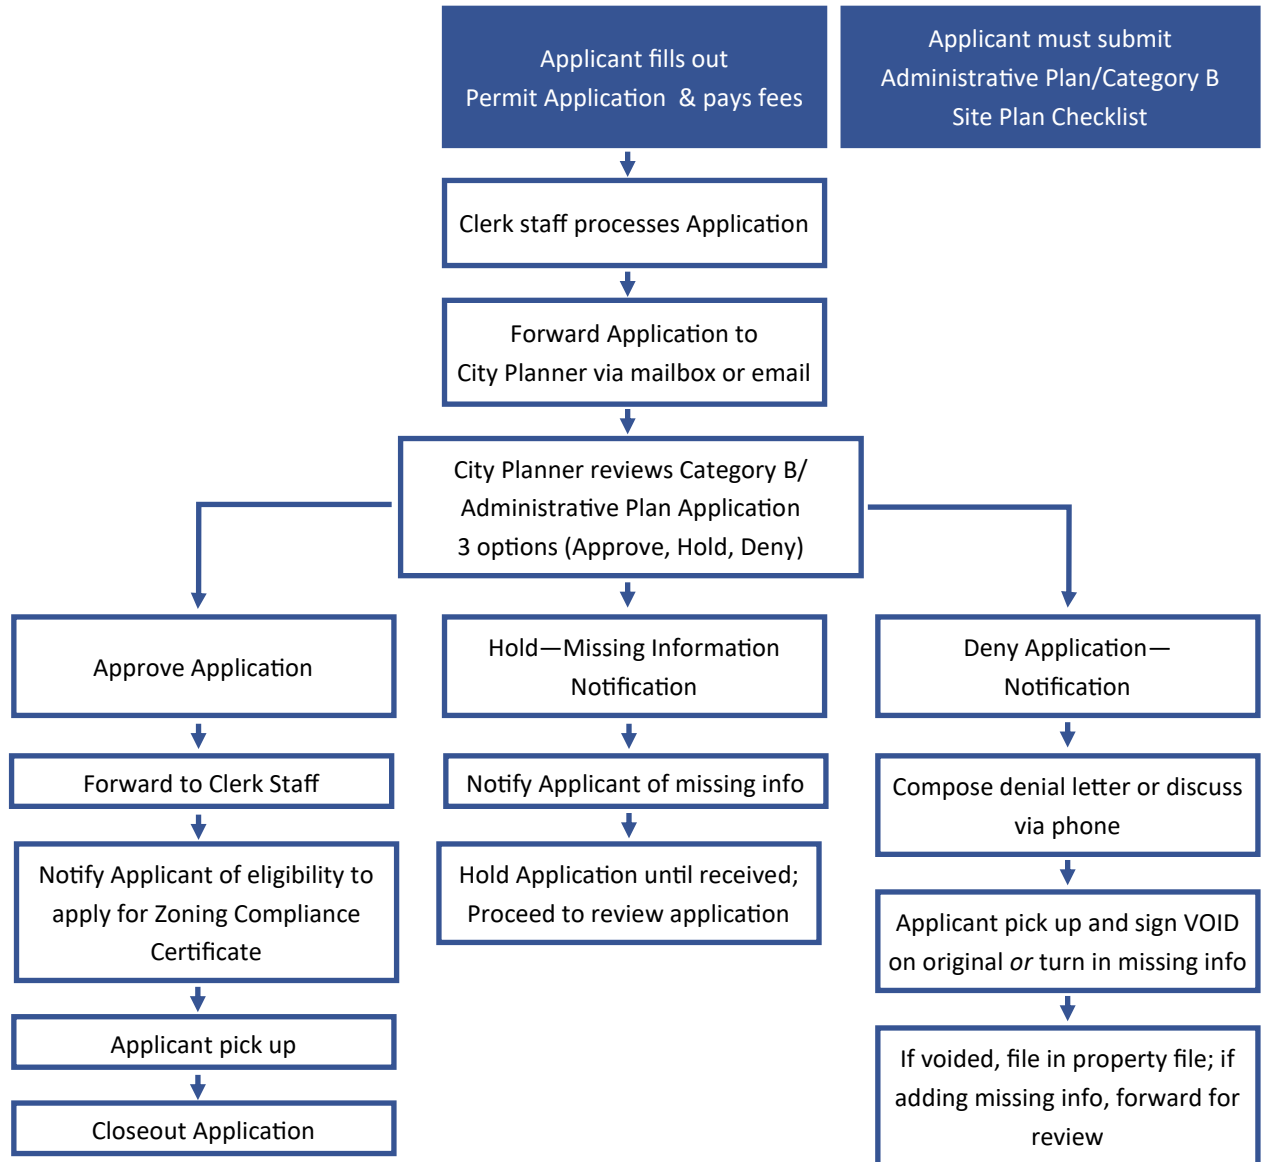 Applicant fills out
Permit Application & pays fees
Applicant must submit
Administrative Plan/Category B
Site Plan Checklist
Clerk staff processes Application
Forward Application to
City Planner via mailbox or email
City Planner reviews Category B/
Administrative Plan Application
3 options (Approve, Hold, Deny)
Approve Application
Hold—Missing Information
Notification
Deny Application—
Notification
Forward to Clerk Staff
Notify Applicant of missing info
Compose denial letter or discuss
via phone
Notify Applicant of eligibility to
apply for Zoning Compliance
Certificate
Hold Application until received;
Proceed to review application
Applicant pick up and sign VOID
on original or turn in missing info
Applicant pick up
If voided, file in property file; if
adding missing info, forward for
review
Closeout Application